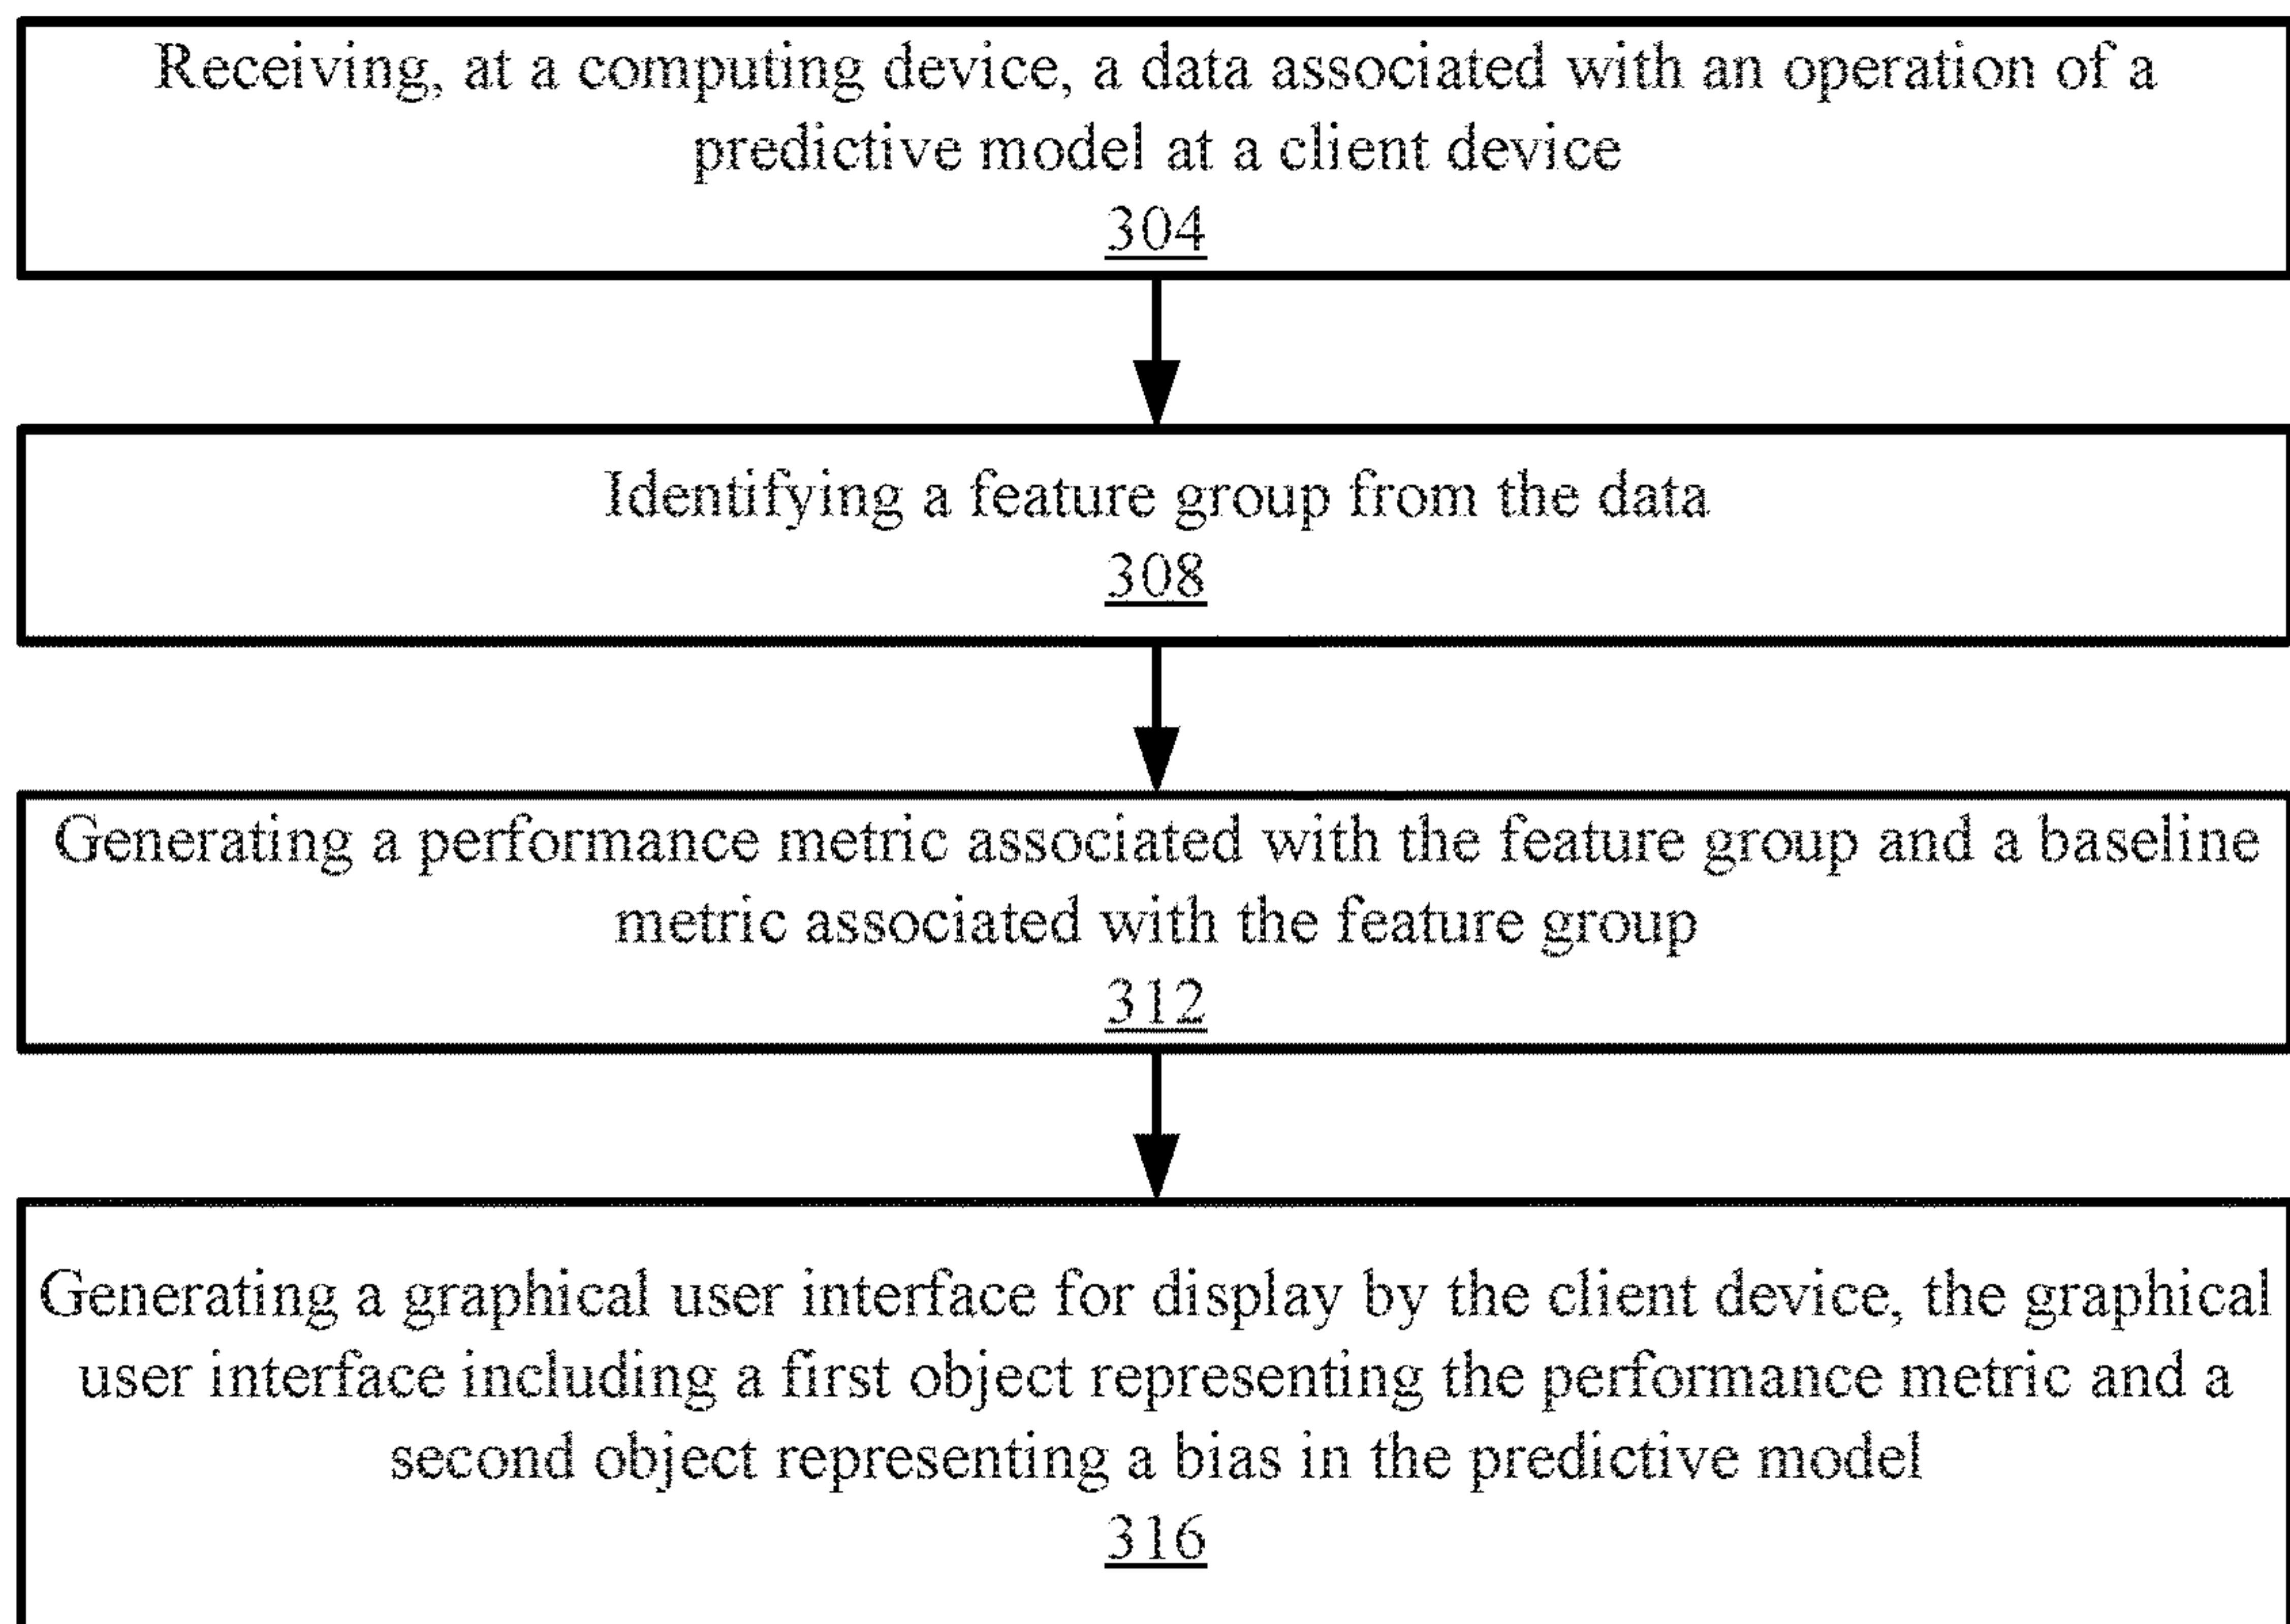 Receiving, at a computing device, a data associated with an operation of a
predictive model at a client device
304
Identifying a feature group from the data
308
Generating a performance metric associated with the feature group and a baseline
metric associated with the feature group
312
Generating a graphical user interface for display by the client device, the graphical
user interface including a first object representing the performance metric and a
second object representing a bias in the predictive model
316